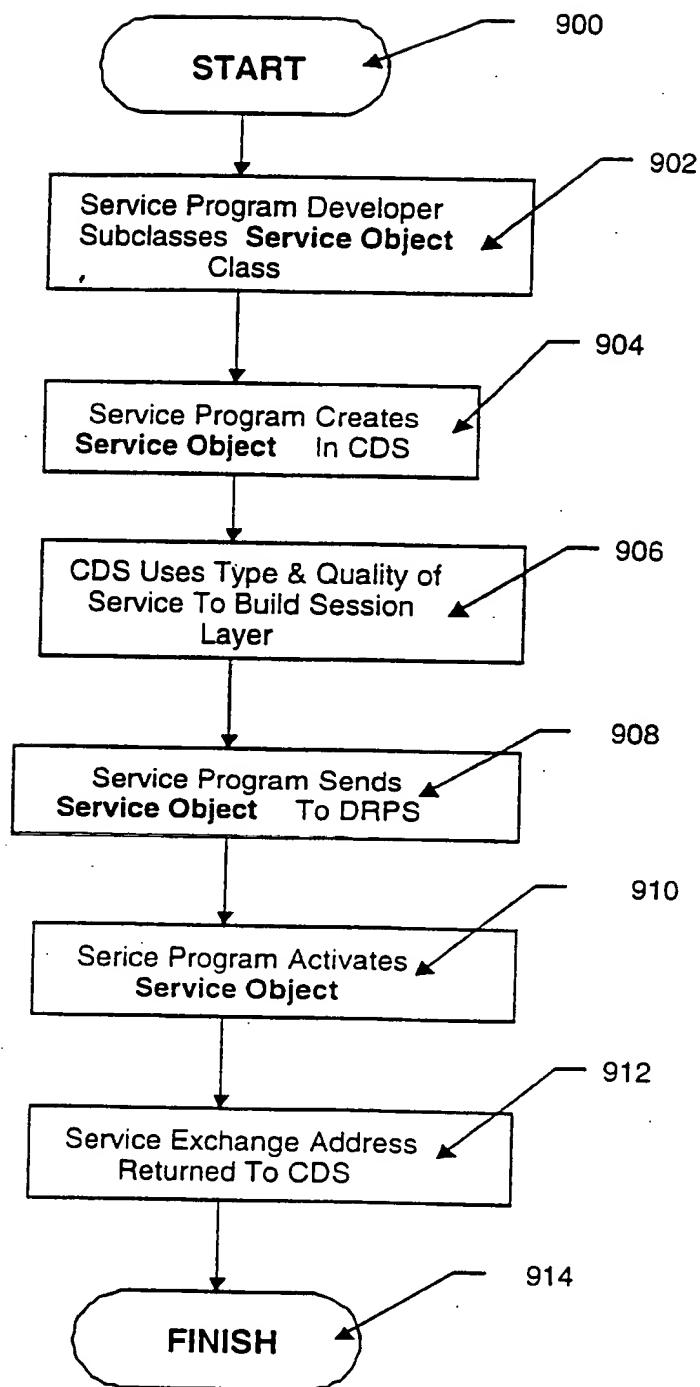 900
START
902
Service Program Developer
Subclasses Service Object
Class
904
Service Program Creates
Service Object In CDS
906
CDS Uses Type & Quality of
Service To Build Session
Layer
908
Service Program Sends
Service Object To DRPS
910
Serice Program Activates
Service Object
912
Service Exchange Address
Returned To CDS
914
FINISH